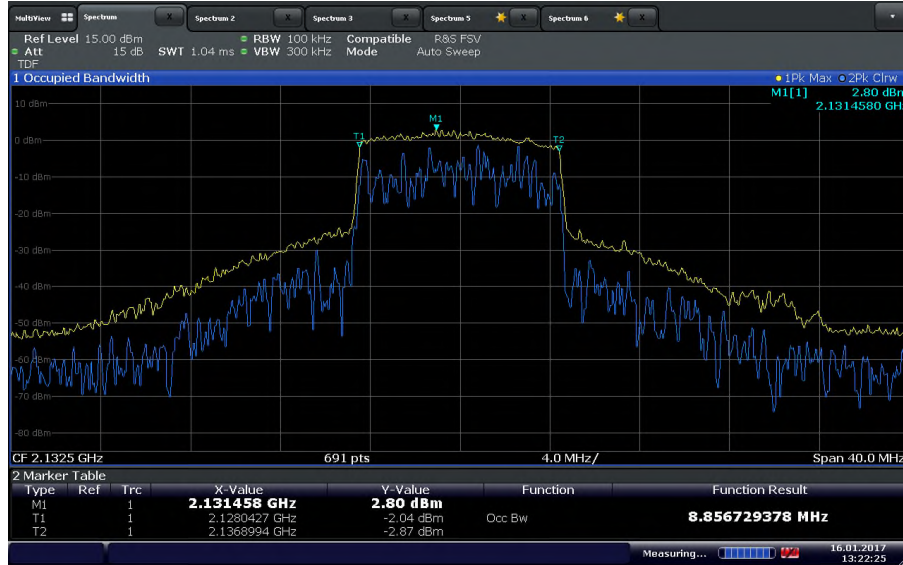 MultiView Spectrum X Spectrum 2 X Spectrum 3 X Spectrum 5 X Spectrum 6 X
Ref Level 15.00 dBm RBW 100 kHz Compatible R&S FSV
Att 15 dB SWT 1.04 ms VBW 300 kHz Mode Auto Sweep
TDF
1 Occupied Bandwidth 1Pk Max 2Pk Clrw
M1[1] 2.80 dBm
2.1314580 GHz
10 dBm
M1
T1 T2
0 dBm
-10 dBm
-20 dBm
-30 dBm
-40 dBm
-50 dBm
-60 dBm
-70 dBm
-80 dBm
CF 2.1325 GHz 691 pts 4.0 MHz/ Span 40.0 MHz
2 Marker Table
Type Ref Trc X-Value Y-Value Function Function Result
M1 1 2.131458 GHz 2.80 dBm
T1 1 2.1280427 GHz -2.04 dBm Occ Bw 8.856729378 MHz
T2 1 2.1368994 GHz -2.87 dBm
Measuring... 16.01.2017
13:22:25